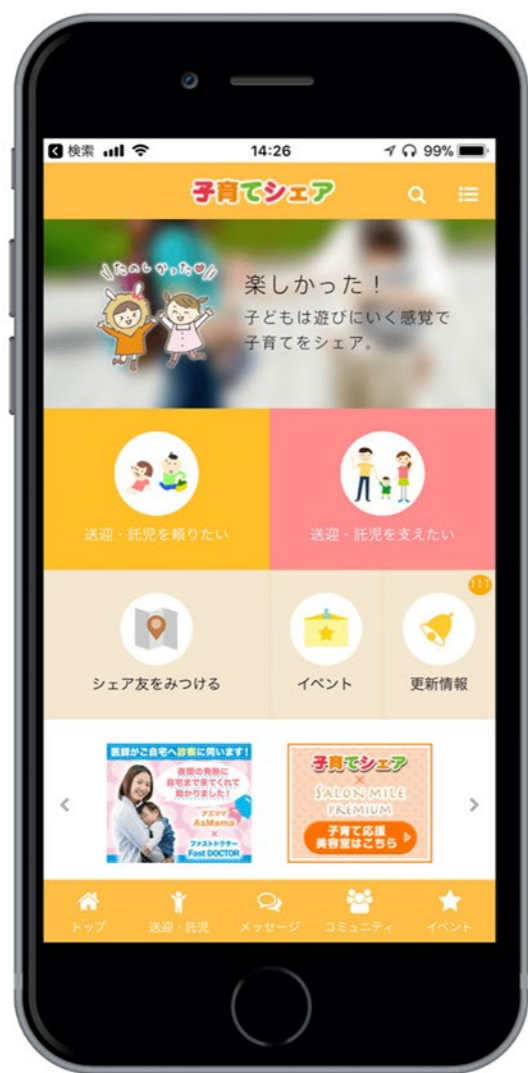 検索
14:26
99%
子育てシェア
たのしかった
楽しかった！
子どもは遊びにいく感覚で
子育てをシェア。
送迎・託児を頼りたい
送迎・託児を支えたい
111
シェア友をみつける
イベント
更新情報
医師がご自宅へ診察に伺います！
夜間の発熱に
自宅まで来てくれて
助かりました！
アズママ
AsMama
×
ファストドクター
Fast DOCTOR
子育てシェア
×
SALON MILE
PREMIUM
子育て応援
美容室はこちら
トップ
送迎・託児
メッセージ
コミュニティ
イベント